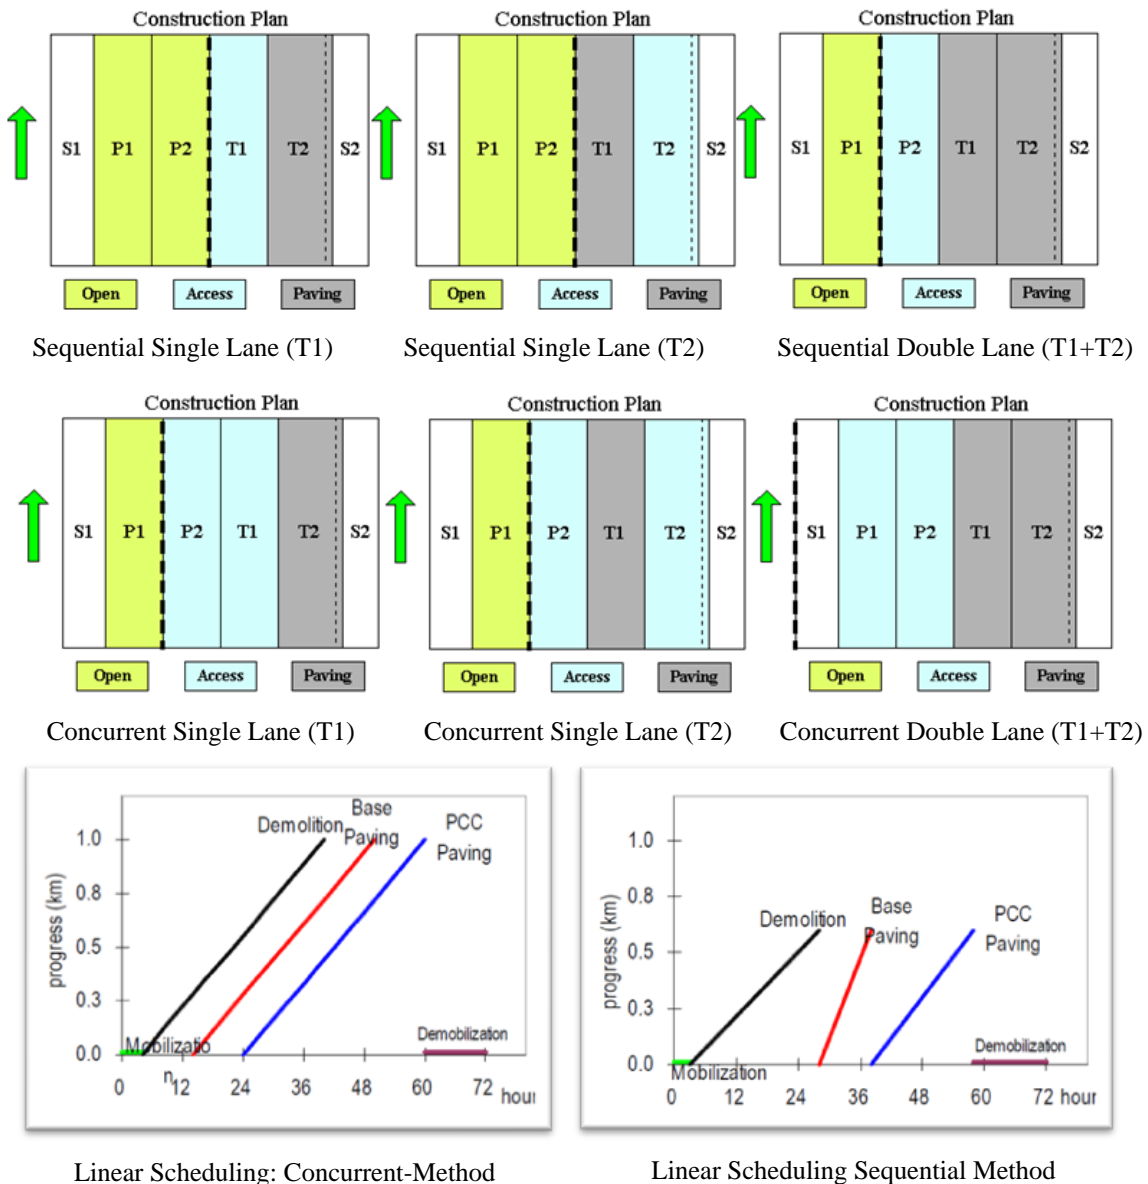 Construction Plan
S1 P1 P2 T1 T2 S2
Open Access Paving
Sequential Single Lane (T1)
Construction Plan
S1 P1 P2 T1 T2 S2
Open Access Paving
Sequential Single Lane (T2)
Construction Plan
S1 P1 P2 T1 T2 S2
Open Access Paving
Sequential Double Lane (T1+T2)
Construction Plan
S1 P1 P2 T1 T2 S2
Open Access Paving
Concurrent Single Lane (T1)
Construction Plan
S1 P1 P2 T1 T2 S2
Open Access Paving
Concurrent Single Lane (T2)
Construction Plan
S1 P1 P2 T1 T2 S2
Open Access Paving
Concurrent Double Lane (T1+T2)
progress (km)
1.0
0.8
0.5
0.3
0.0
Demolition
Base
Paving
PCC
Paving
Mobilizatio
n
Demobilization
0 12 24 36 48 60 72 hour
Linear Scheduling: Concurrent-Method
progress (km)
1.0
0.8
0.5
0.3
0.0
Demolition
Base
Paving
PCC
Paving
Mobilization
Demobilization
0 12 24 36 48 60 72 hour
Linear Scheduling Sequential Method